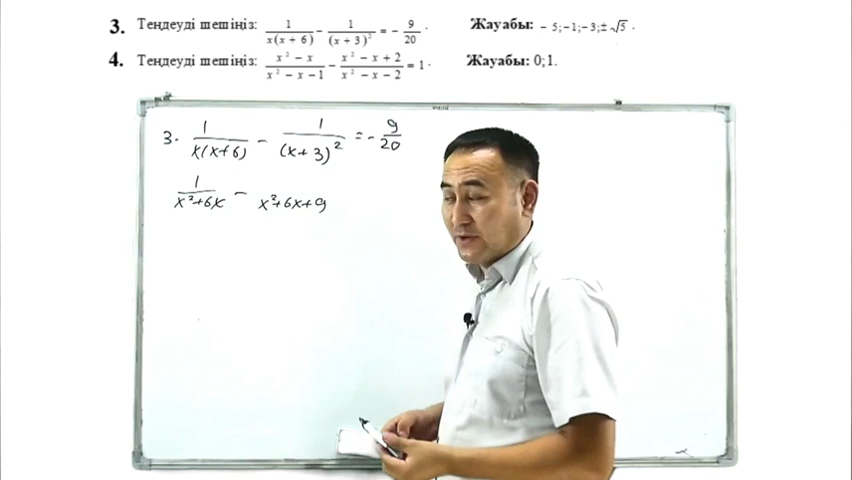 3. Теңдеуді шешіңіз: 1/(x(x + 6)) − 1/(x + 3)² = − 9/20. Жауабы: − 5;−1;−3;±√5 .
4. Теңдеуді шешіңіз: (x² − x)/(x² − x − 1) − (x² − x + 2)/(x² − x − 2) = 1. Жауабы: 0;1.
3. 1/(x(x+6)) − 1/(x+3)² = − 9/20
1/(x²+6x) − x²+6x+9